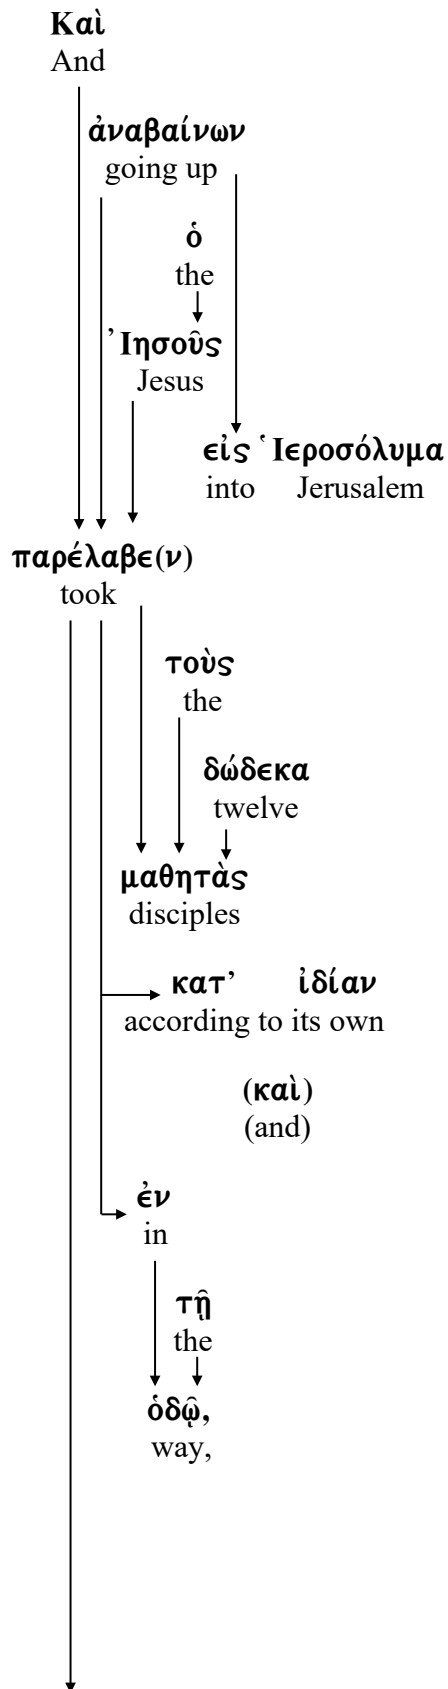 Καὶ
And
ἀναβαίνων
going up
ὁ
the
Ἰησοῦς
Jesus
εἰς Ἱεροσόλυμα
into Jerusalem
παρέλαβε(ν)
took
τοὺς
the
δώδεκα
twelve
μαθητὰς
disciples
κατ’ ἰδίαν
according to its own
(καὶ)
(and)
ἐν
in
τῇ
the
ὁδῷ,
way,